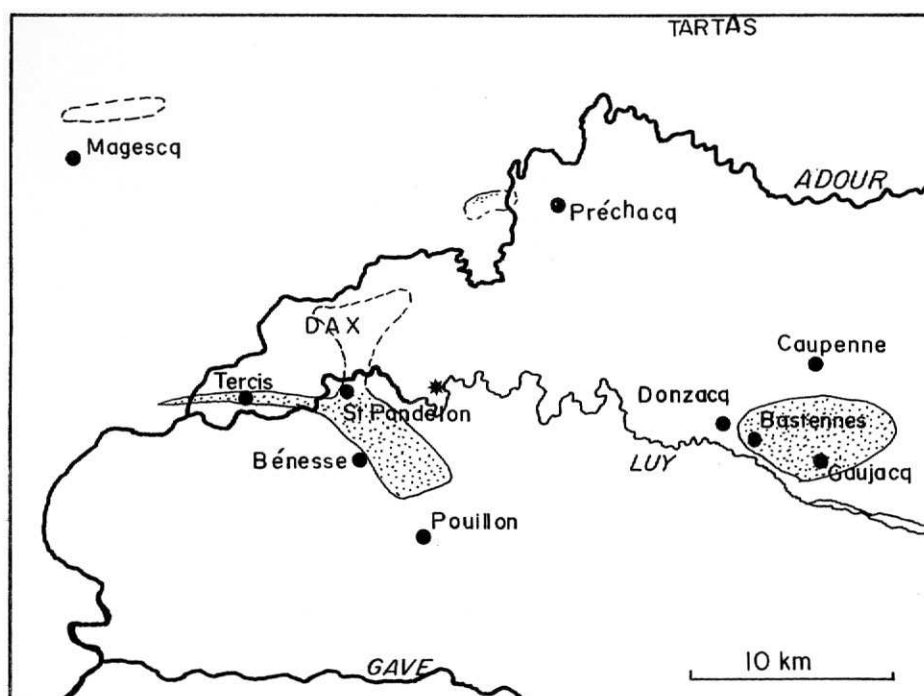 TARTAS
Magescq
ADOUR
Préchacq
DAX
Caupenne
Tercis
Donzacq
St Pandelon
Bastennes
Bénesse
LUY
Gaujacq
Pouillon
GAVE
10 km